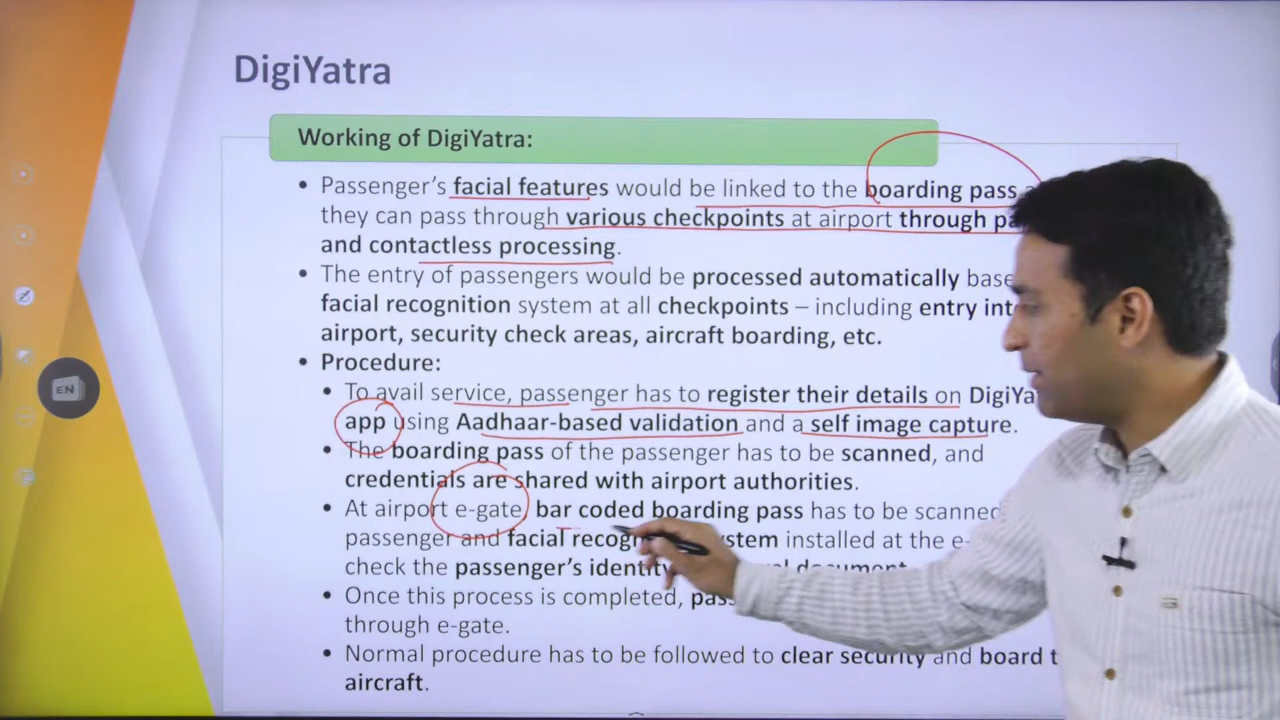 DigiYatra
Working of DigiYatra:
• Passenger's facial features would be linked to the boarding pass
they can pass through various checkpoints at airport through
and contactless processing.
• The entry of passengers would be processed automatically
facial recognition system at all checkpoints – including entry
airport, security check areas, aircraft boarding, etc.
• Procedure:
• To avail service, passenger has to register their details on
app using Aadhaar-based validation and a self image capture.
• The boarding pass of the passenger has to be scanned, and
credentials are shared with airport authorities.
• At airport e-gate, bar coded boarding pass has to be scanned
passenger and facial installed at the
check the passenger's identity
• Once this process is completed,
through e-gate.
• Normal procedure has to be followed to clear security and board
aircraft.
EN